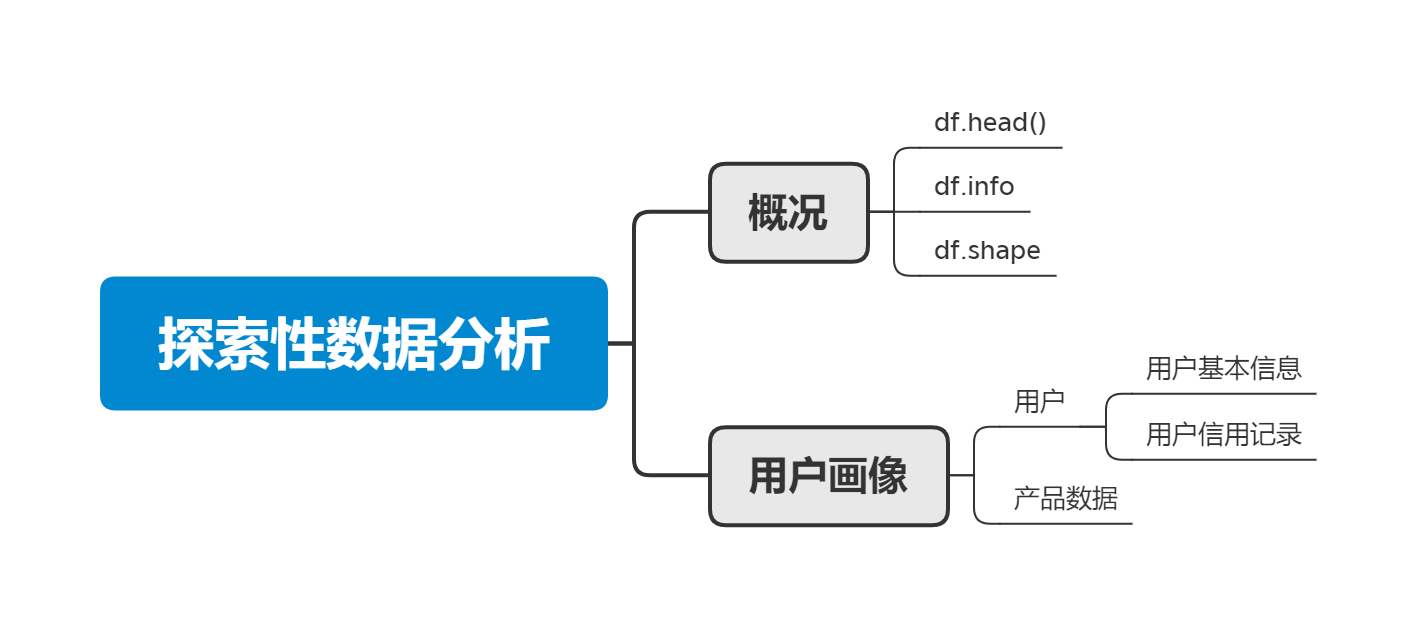 探索性数据分析
概况
df.head()
df.info
df.shape
用户画像
用户
用户基本信息
用户信用记录
产品数据